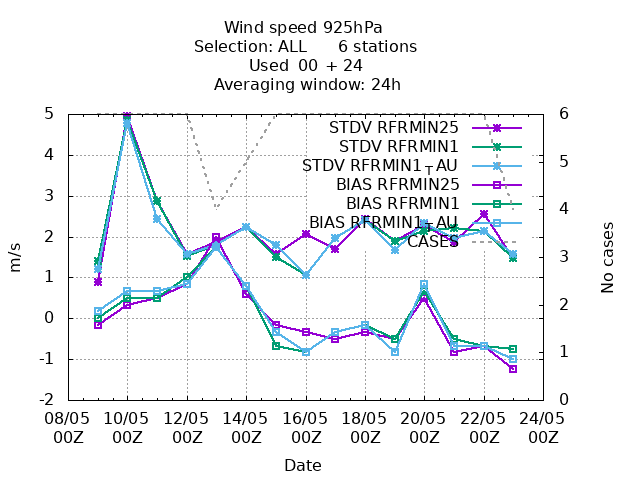 Wind speed 925hPa
Selection: ALL 6 stations
Used 00 + 24
Averaging window: 24h
STDV RFRMIN25
STDV RFRMIN1
STDV RFRMIN1TAU
BIAS RFRMIN25
BIAS RFRMIN1
BIAS RFRMIN1TAU
CASES
5
4
3
2
1
0
-1
-2
m/s
6
5
4
3
2
1
0
No cases
08/05 10/05 12/05 14/05 16/05 18/05 20/05 22/05 24/05
00Z 00Z 00Z 00Z 00Z 00Z 00Z 00Z 00Z
Date